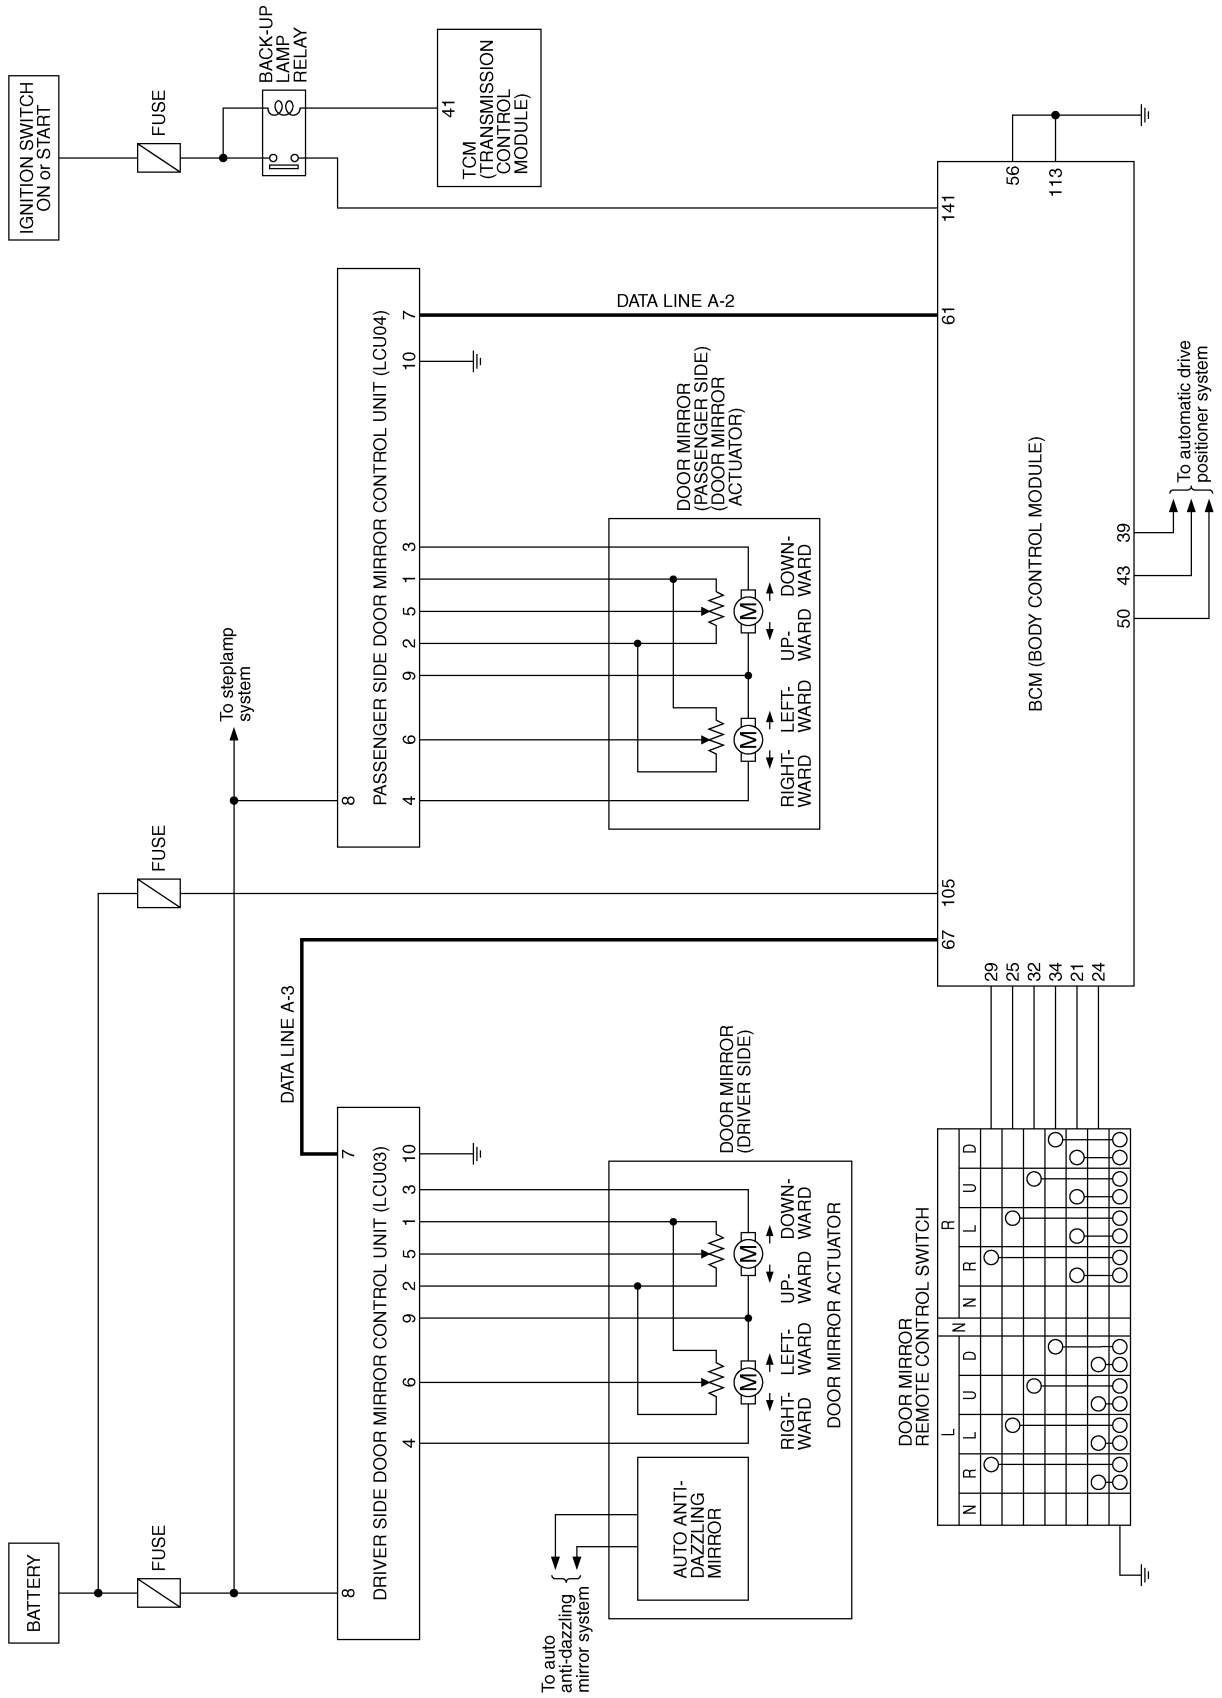 BATTERY
FUSE
FUSE
To steplamp
system
IGNITION SWITCH
ON or START
FUSE
BACK-UP
LAMP
RELAY
41
TCM
(TRANSMISSION
CONTROL
MODULE)
DATA LINE A-3
8
7
DRIVER SIDE DOOR MIRROR CONTROL UNIT (LCU03)
4
6
9
2
5
1
3
10
8
PASSENGER SIDE DOOR MIRROR CONTROL UNIT (LCU04)
4
6
9
2
5
1
3
10
7
DATA LINE A-2
To auto
anti-dazzling
mirror system
AUTO ANTI-
DAZZLING
MIRROR
M
M
RIGHT-
WARD
LEFT-
WARD
UP-
WARD
DOWN-
WARD
DOOR MIRROR ACTUATOR
DOOR MIRROR
(DRIVER SIDE)
M
M
RIGHT-
WARD
LEFT-
WARD
UP-
WARD
DOWN-
WARD
DOOR MIRROR
(PASSENGER SIDE)
(DOOR MIRROR
ACTUATOR)
DOOR MIRROR
REMOTE CONTROL SWITCH
L
N
R
N
R
L
U
D
N
R
L
U
D
29
25
32
34
21
24
67
105
61
141
BCM (BODY CONTROL MODULE)
56
113
50
43
39
To automatic drive
positioner system